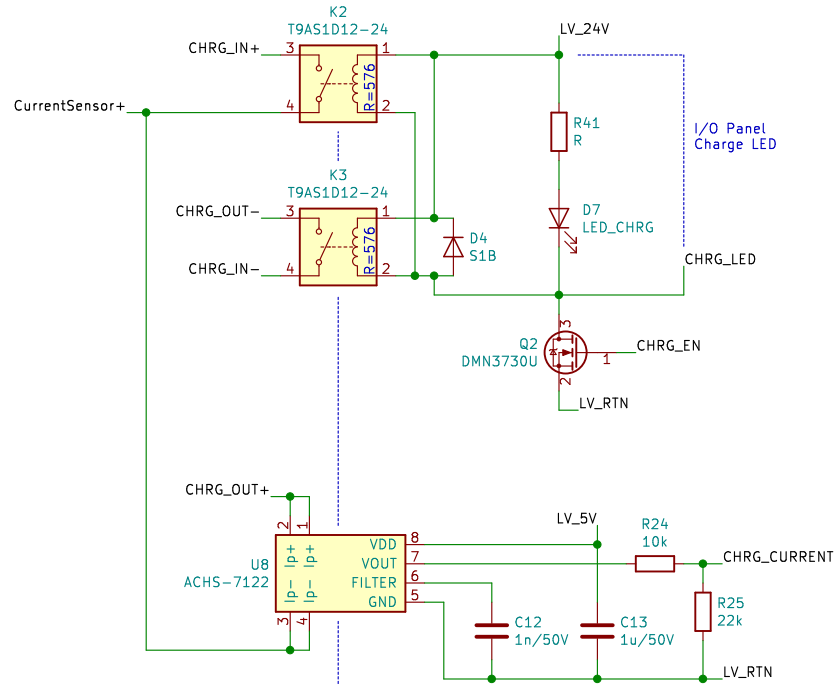 K2
T9AS1D12-24
CHRG_IN+
3
1
LV_24V
R=576
CurrentSensor+
4
2
R41
R
I/O Panel
Charge LED
K3
T9AS1D12-24
CHRG_OUT-
3
1
R=576
D7
LED_CHRG
D4
S1B
CHRG_IN-
4
2
CHRG_LED
3
Q2
DMN3730U
CHRG_EN
1
2
LV_RTN
CHRG_OUT+
2
1
LV_5V
R24
10k
Ip+
Ip+
VDD
8
U8
ACHS-7122
VOUT
7
CHRG_CURRENT
FILTER
6
Ip-
Ip-
GND
5
R25
22k
3
4
C12
1n/50V
C13
1u/50V
LV_RTN